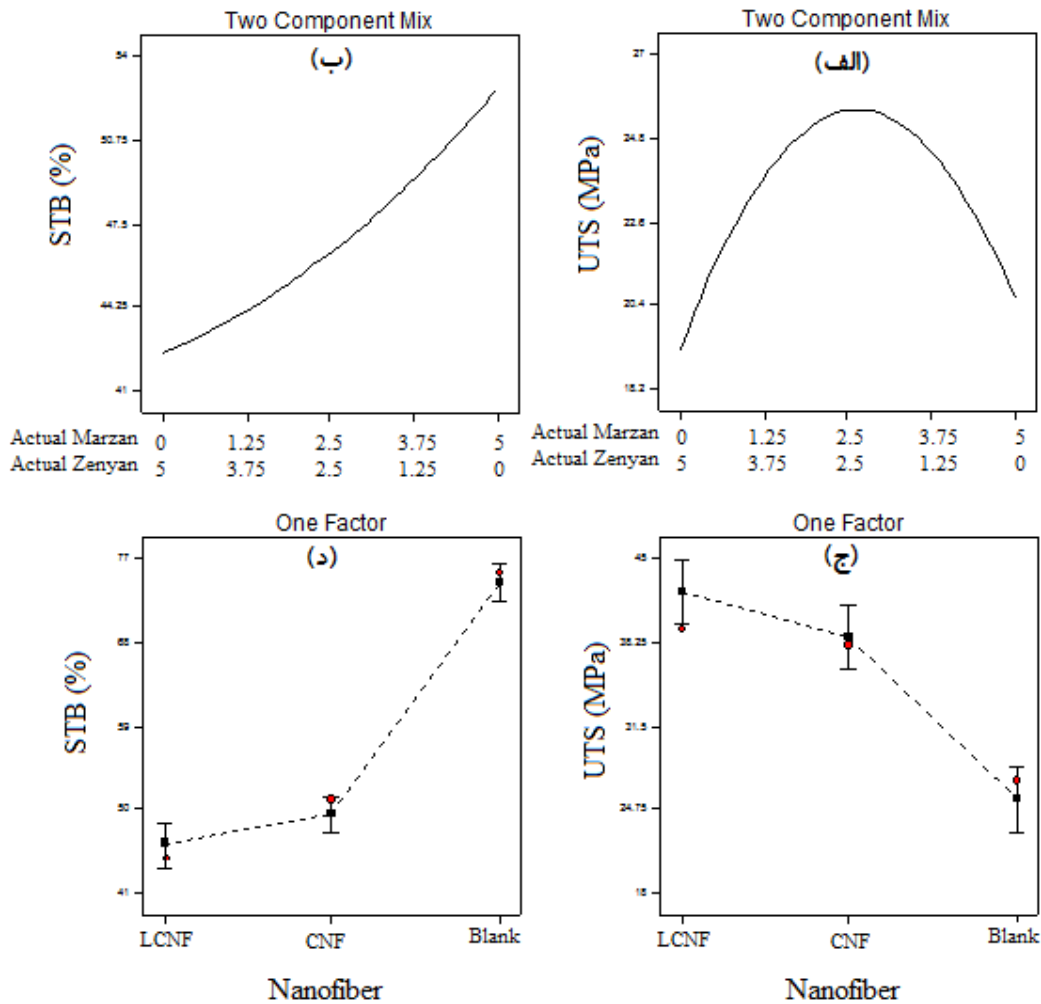 Two Component Mix
(ب)
STB (%)
54
50.75
47.5
44.25
41
Actual Marzan 0 1.25 2.5 3.75 5
Actual Zenyan 5 3.75 2.5 1.25 0
Two Component Mix
(الف)
UTS (MPa)
27
24.8
22.6
20.4
18.2
Actual Marzan 0 1.25 2.5 3.75 5
Actual Zenyan 5 3.75 2.5 1.25 0
One Factor
(د)
STB (%)
77
68
59
50
41
LCNF CNF Blank
Nanofiber
One Factor
(ج)
UTS (MPa)
45
38.25
31.5
24.75
18
LCNF CNF Blank
Nanofiber